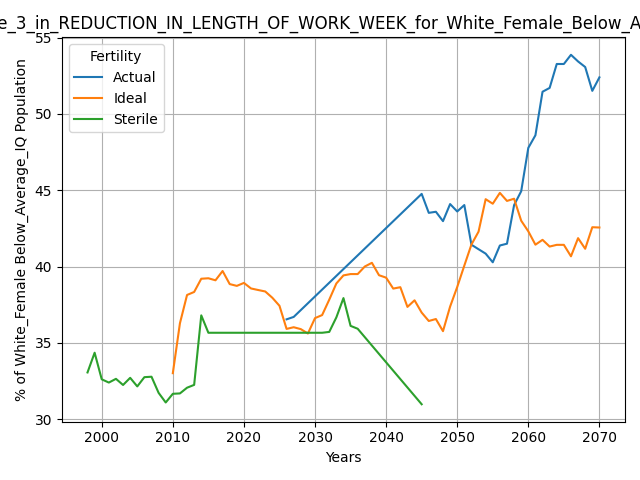 e_3_in_REDUCTION_IN_LENGTH_OF_WORK_WEEK_for_White_Female_Below_A
Fertility
Actual
Ideal
Sterile
% of White_Female Below_Average_IQ Population
55
50
45
40
35
30
2000
2010
2020
2030
2040
2050
2060
2070
Years